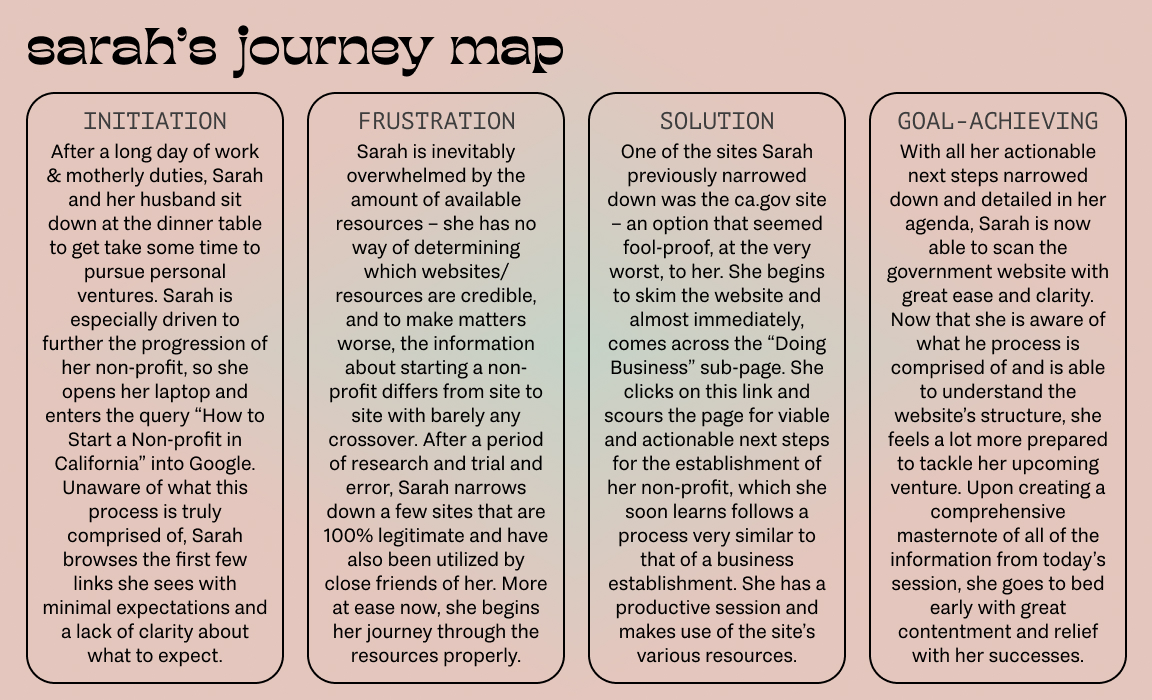 sarah's journey map
INITIATION
After a long day of work
& motherly duties, Sarah
and her husband sit
down at the dinner table
to get take some time to
pursue personal
ventures. Sarah is
especially driven to
further the progression of
her non-profit, so she
opens her laptop and
enters the query “How to
Start a Non-profit in
California” into Google.
Unaware of what this
process is truly
comprised of, Sarah
browses the first few
links she sees with
minimal expectations and
a lack of clarity about
what to expect.
FRUSTRATION
Sarah is inevitably
overwhelmed by the
amount of available
resources – she has no
way of determining
which websites/
resources are credible,
and to make matters
worse, the information
about starting a non-
profit differs from site to
site with barely any
crossover. After a period
of research and trial and
error, Sarah narrows
down a few sites that are
100% legitimate and have
also been utilized by
close friends of her. More
at ease now, she begins
her journey through the
resources properly.
SOLUTION
One of the sites Sarah
previously narrowed
down was the ca.gov site
– an option that seemed
fool-proof, at the very
worst, to her. She begins
to skim the website and
almost immediately,
comes across the “Doing
Business” sub-page. She
clicks on this link and
scours the page for viable
and actionable next steps
for the establishment of
her non-profit, which she
soon learns follows a
process very similar to
that of a business
establishment. She has a
productive session and
makes use of the site's
various resources.
GOAL-ACHIEVING
With all her actionable
next steps narrowed
down and detailed in her
agenda, Sarah is now
able to scan the
government website with
great ease and clarity.
Now that she is aware of
what he process is
comprised of and is able
to understand the
website's structure, she
feels a lot more prepared
to tackle her upcoming
venture. Upon creating a
comprehensive
masternote of all of the
information from today's
session, she goes to bed
early with great
contentment and relief
with her successes.